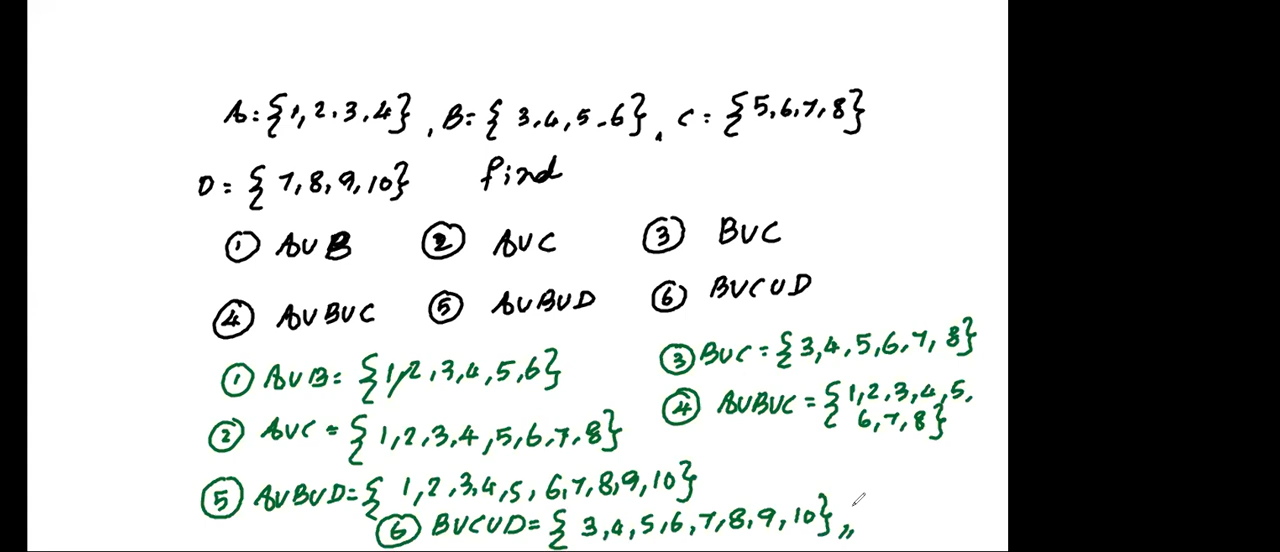 A = {1, 2, 3, 4}, B = { 3, 4, 5, 6}, C = {5, 6, 7, 8}
D = { 7, 8, 9, 10} find
① A∪B ② A∪C ③ B∪C
④ A∪B∪C ⑤ A∪B∪D ⑥ B∪C∪D
① A∪B = {1, 2, 3, 4, 5, 6}
② A∪C = { 1, 2, 3, 4, 5, 6, 7, 8}
③ B∪C = {3, 4, 5, 6, 7, 8}
④ A∪B∪C = {1, 2, 3, 4, 5,
6, 7, 8}
⑤ A∪B∪D = { 1, 2, 3, 4, 5, 6, 7, 8, 9, 10}
⑥ B∪C∪D = { 3, 4, 5, 6, 7, 8, 9, 10} //